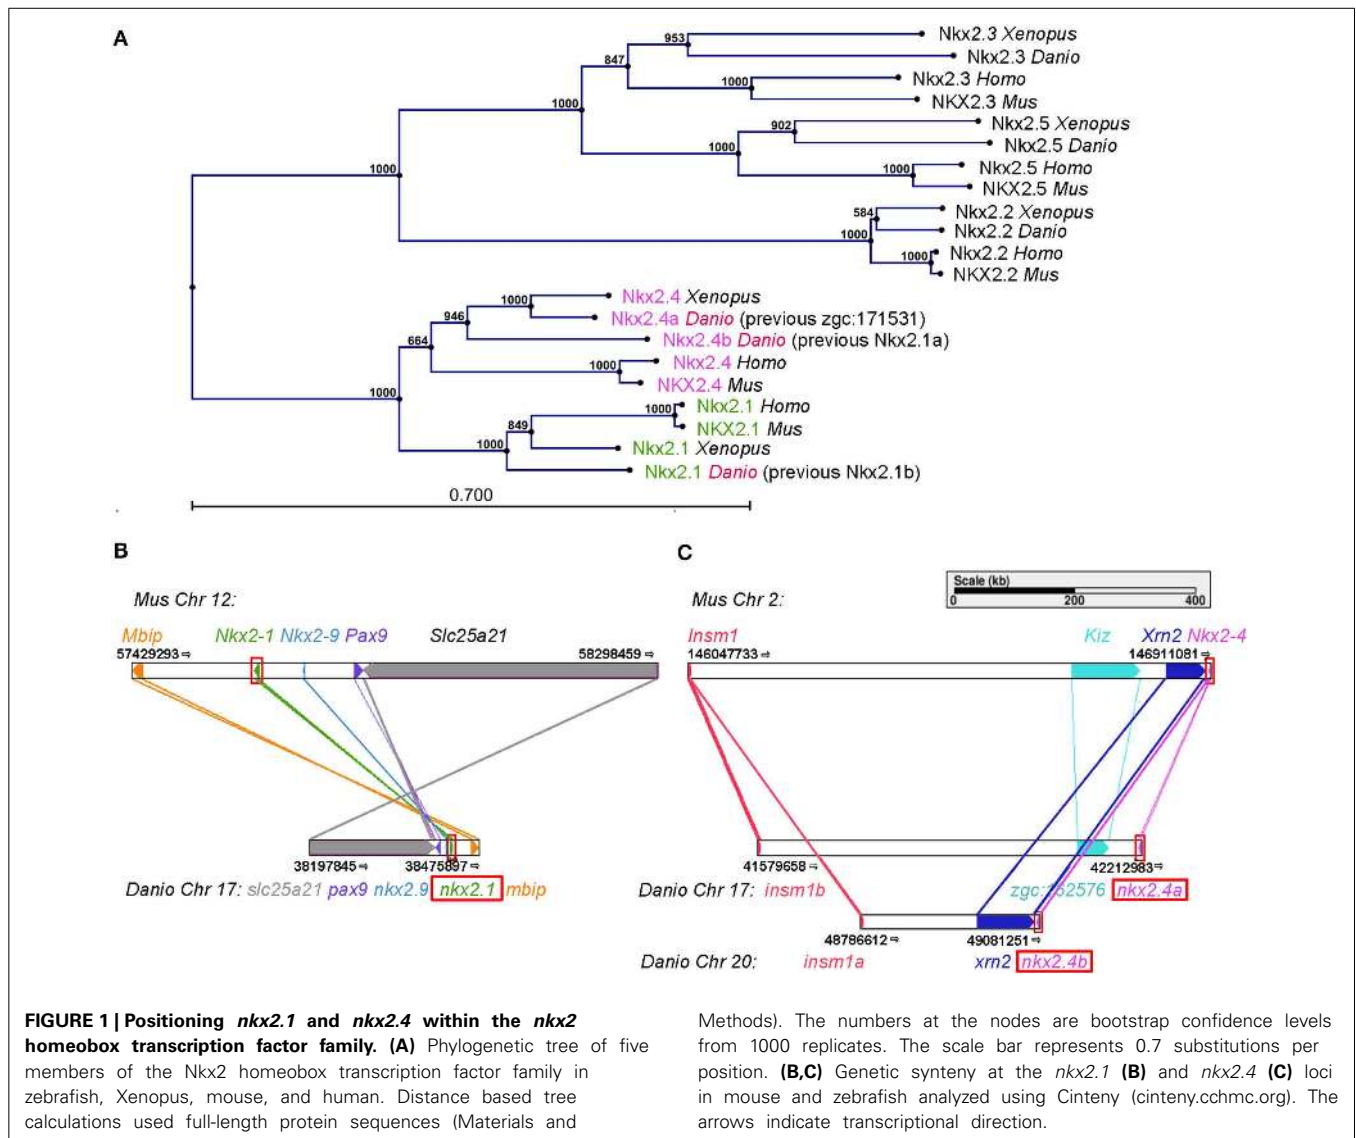 A
953
Nkx2.3 Xenopus
847
Nkx2.3 Danio
1000
Nkx2.3 Homo
1000
NKX2.3 Mus
902
Nkx2.5 Xenopus
1000
Nkx2.5 Danio
1000
1000
Nkx2.5 Homo
NKX2.5 Mus
584
Nkx2.2 Xenopus
1000
Nkx2.2 Danio
1000
Nkx2.2 Homo
NKX2.2 Mus
1000
Nkx2.4 Xenopus
946
Nkx2.4a Danio (previous zgc:171531)
664
Nkx2.4b Danio (previous Nkx2.1a)
1000
Nkx2.4 Homo
1000
NKX2.4 Mus
1000
Nkx2.1 Homo
849
NKX2.1 Mus
1000
Nkx2.1 Xenopus
Nkx2.1 Danio (previous Nkx2.1b)
0.700
B
Mus Chr 12:
Mbip Nkx2-1 Nkx2-9 Pax9 Slc25a21
57429293⇒ 58298459 ⇒
38197845⇒ 38475897⇒
Danio Chr 17: slc25a21 pax9 nkx2.9 nkx2.1 mbip
C
Scale (kb)
0 200 400
Mus Chr 2:
Insm1 Kiz Xrn2 Nkx2-4
146047733 ⇒ 146911081 ⇒
41579658⇒ 42212983⇒
Danio Chr 17: insm1b zgc:162576 nkx2.4a
48786612⇒ 49081251⇒
Danio Chr 20: insm1a xrn2 nkx2.4b
FIGURE 1 | Positioning nkx2.1 and nkx2.4 within the nkx2
homeobox transcription factor family. (A) Phylogenetic tree of five
members of the Nkx2 homeobox transcription factor family in
zebrafish, Xenopus, mouse, and human. Distance based tree
calculations used full-length protein sequences (Materials and
Methods). The numbers at the nodes are bootstrap confidence levels
from 1000 replicates. The scale bar represents 0.7 substitutions per
position. (B,C) Genetic synteny at the nkx2.1 (B) and nkx2.4 (C) loci
in mouse and zebrafish analyzed using Cinteny (cinteny.cchmc.org). The
arrows indicate transcriptional direction.